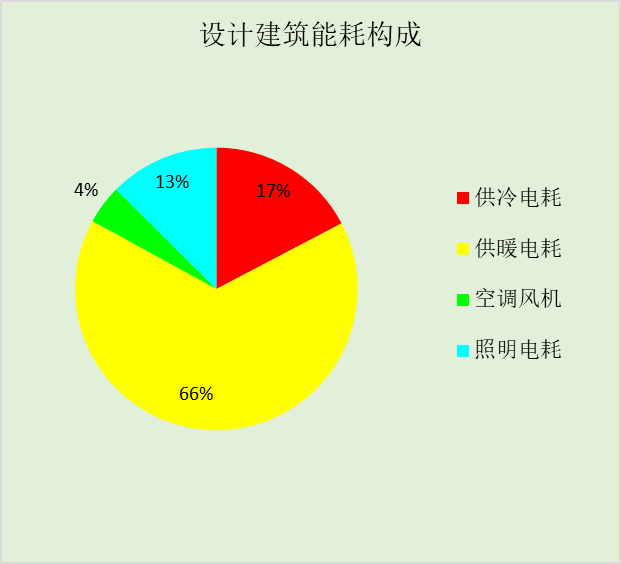 设计建筑能耗构成
13%
17%
4%
66%
供冷电耗
供暖电耗
空调风机
照明电耗